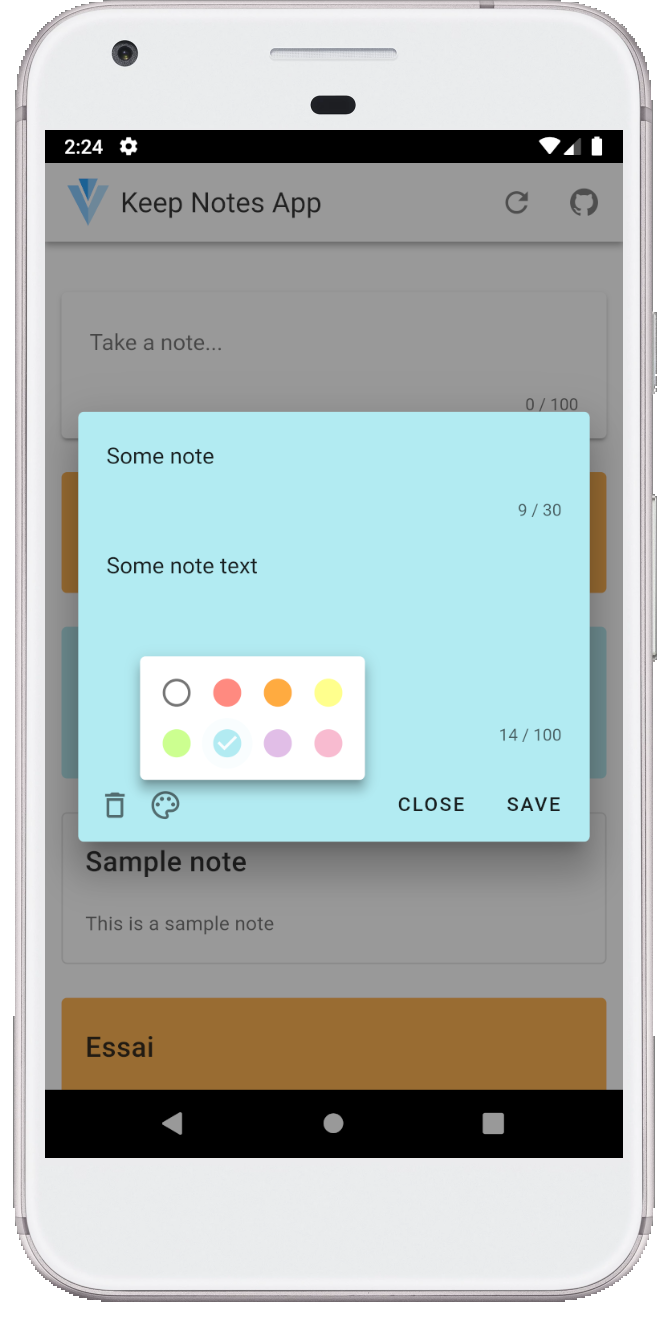 2:24
Keep Notes App
Take a note...
0 / 100
Some note
9 / 30
Some note text
14 / 100
CLOSE SAVE
Sample note
This is a sample note
Essai